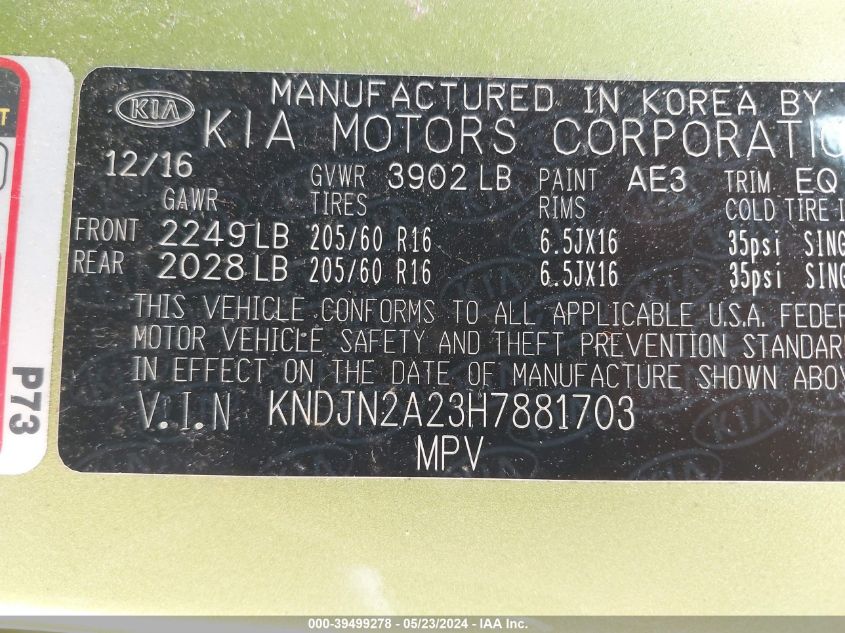 MANUFACTURED IN KOREA BY
KIA KIA MOTORS CORPORATIO
12/16 GVWR 3902 LB PAINT AE3 TRIM EQ
GAWR TIRES RIMS COLD TIRE I
FRONT 2249 LB 205/60 R16 6.5JX16 35psi SING
REAR 2028 LB 205/60 R16 6.5JX16 35psi SING
THIS VEHICLE CONFORMS TO ALL APPLICABLE U.S.A. FEDER
MOTOR VEHICLE SAFETY AND THEFT PREVENTION STANDAR
IN EFFECT ON THE DATE OF MANUFACTURE SHOWN ABOV
V.I.N KNDJN2A23H7881703
MPV
P73
T
000-39499278 - 05/23/2024 - IAAI.com